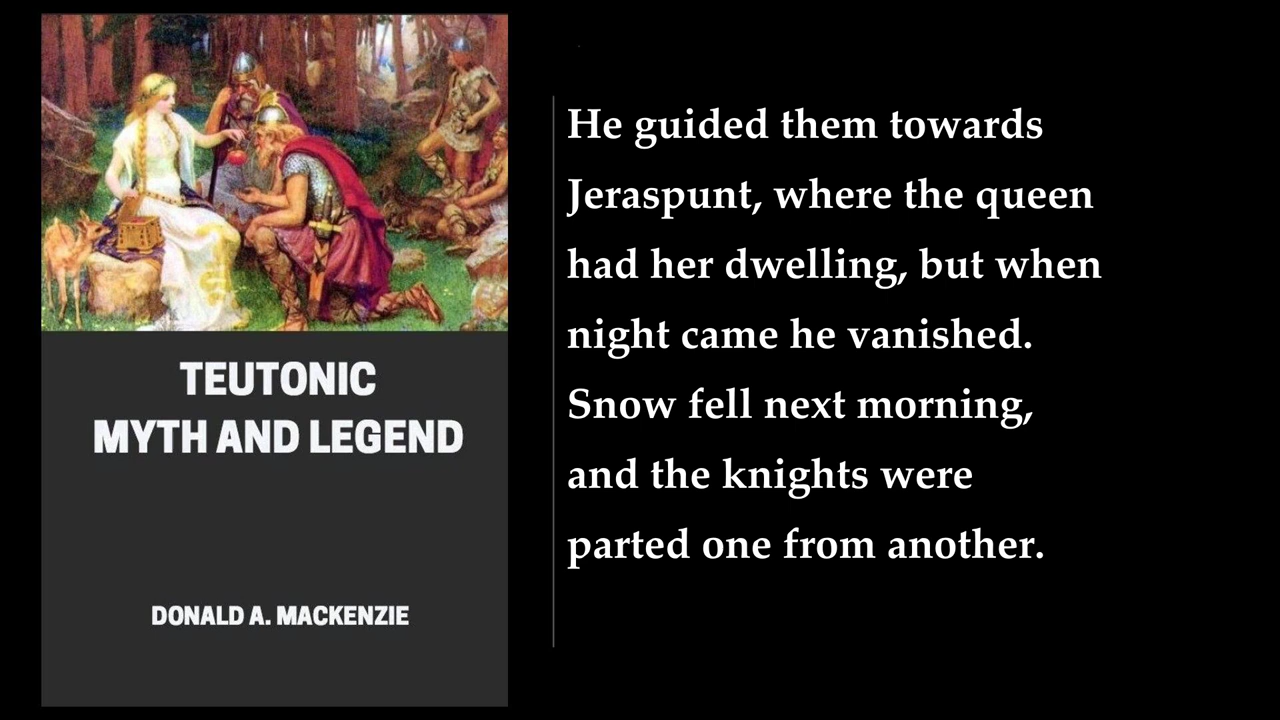 TEUTONIC
MYTH AND LEGEND
DONALD A. MACKENZIE
He guided them towards
Jeraspunt, where the queen
had her dwelling, but when
night came he vanished.
Snow fell next morning,
and the knights were
parted one from another.